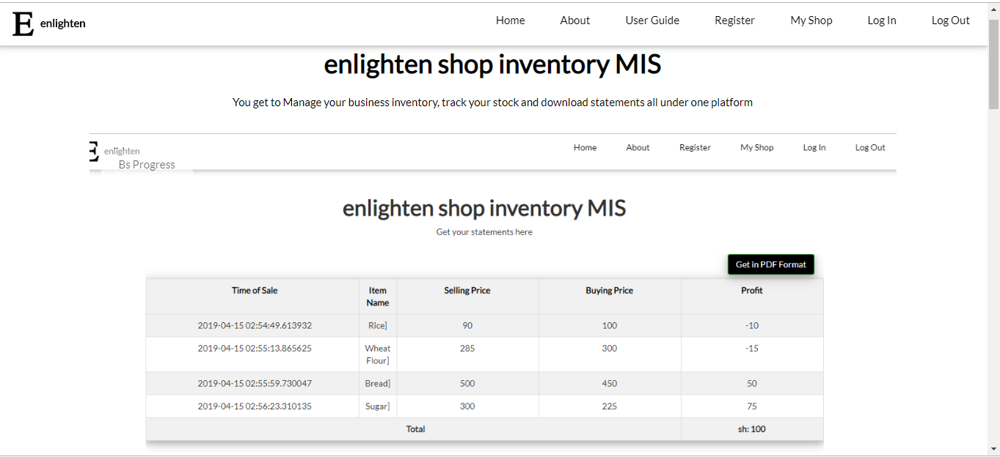 E enlighten Home About User Guide Register My Shop Log In Log Out
enlighten shop inventory MIS
You get to Manage your business inventory, track your stock and download statements all under one platform
E enlighten Home About Register My Shop Log In Log Out
Bs Progress
enlighten shop inventory MIS
Get your statements here
Get in PDF Format
Time of Sale Item Name Selling Price Buying Price Profit
2019-04-15 02:54:49.613932 Rice] 90 100 -10
2019-04-15 02:55:13.865625 Wheat Flour] 285 300 -15
2019-04-15 02:55:59.730047 Bread] 500 450 50
2019-04-15 02:56:23.310135 Sugar] 300 225 75
Total sh: 100